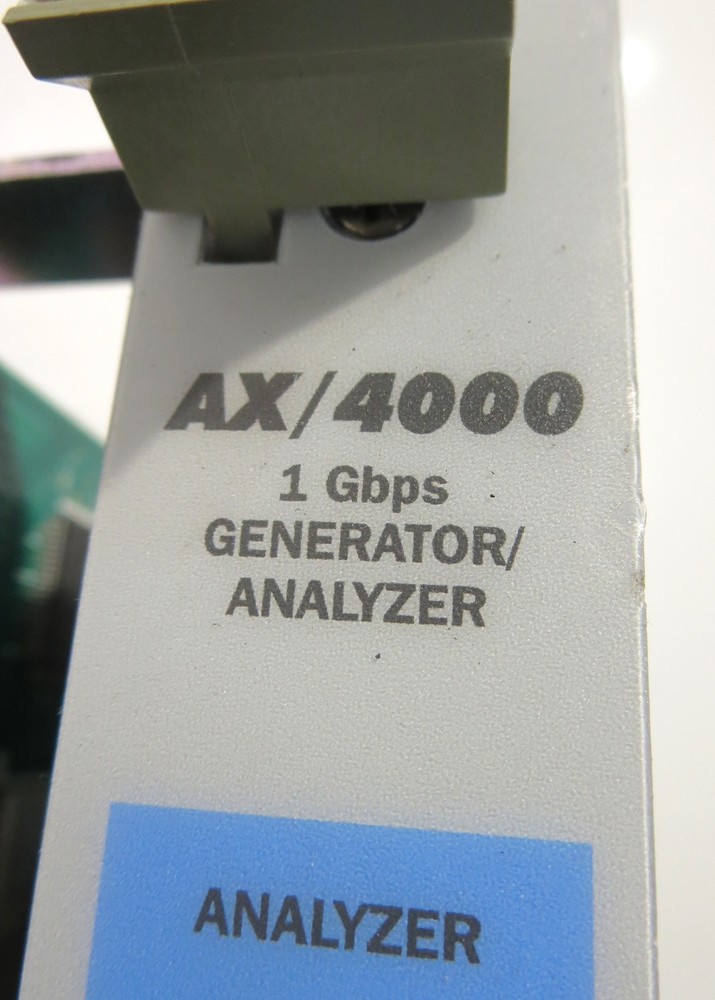 AX/4000
1 Gbps
GENERATOR/
ANALYZER
ANALYZER